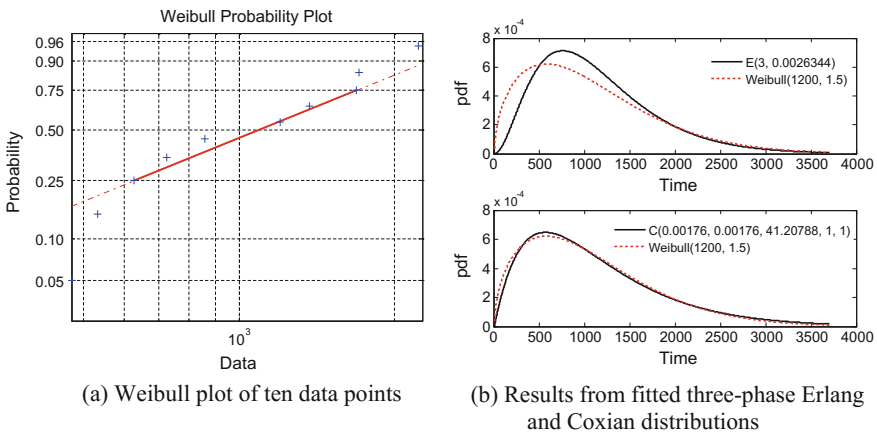 Weibull Probability Plot
0.96
0.90
0.75
0.50
0.25
0.10
0.05
Probability
10^3
Data
(a) Weibull plot of ten data points
8 x 10^-4
6
4
2
0
pdf
E(3, 0.0026344)
Weibull(1200, 1.5)
0 500 1000 1500 2000 2500 3000 3500 4000
Time
8 x 10^-4
6
4
2
0
pdf
C(0.00176, 0.00176, 41.20788, 1, 1)
Weibull(1200, 1.5)
0 500 1000 1500 2000 2500 3000 3500 4000
Time
(b) Results from fitted three-phase Erlang
and Coxian distributions